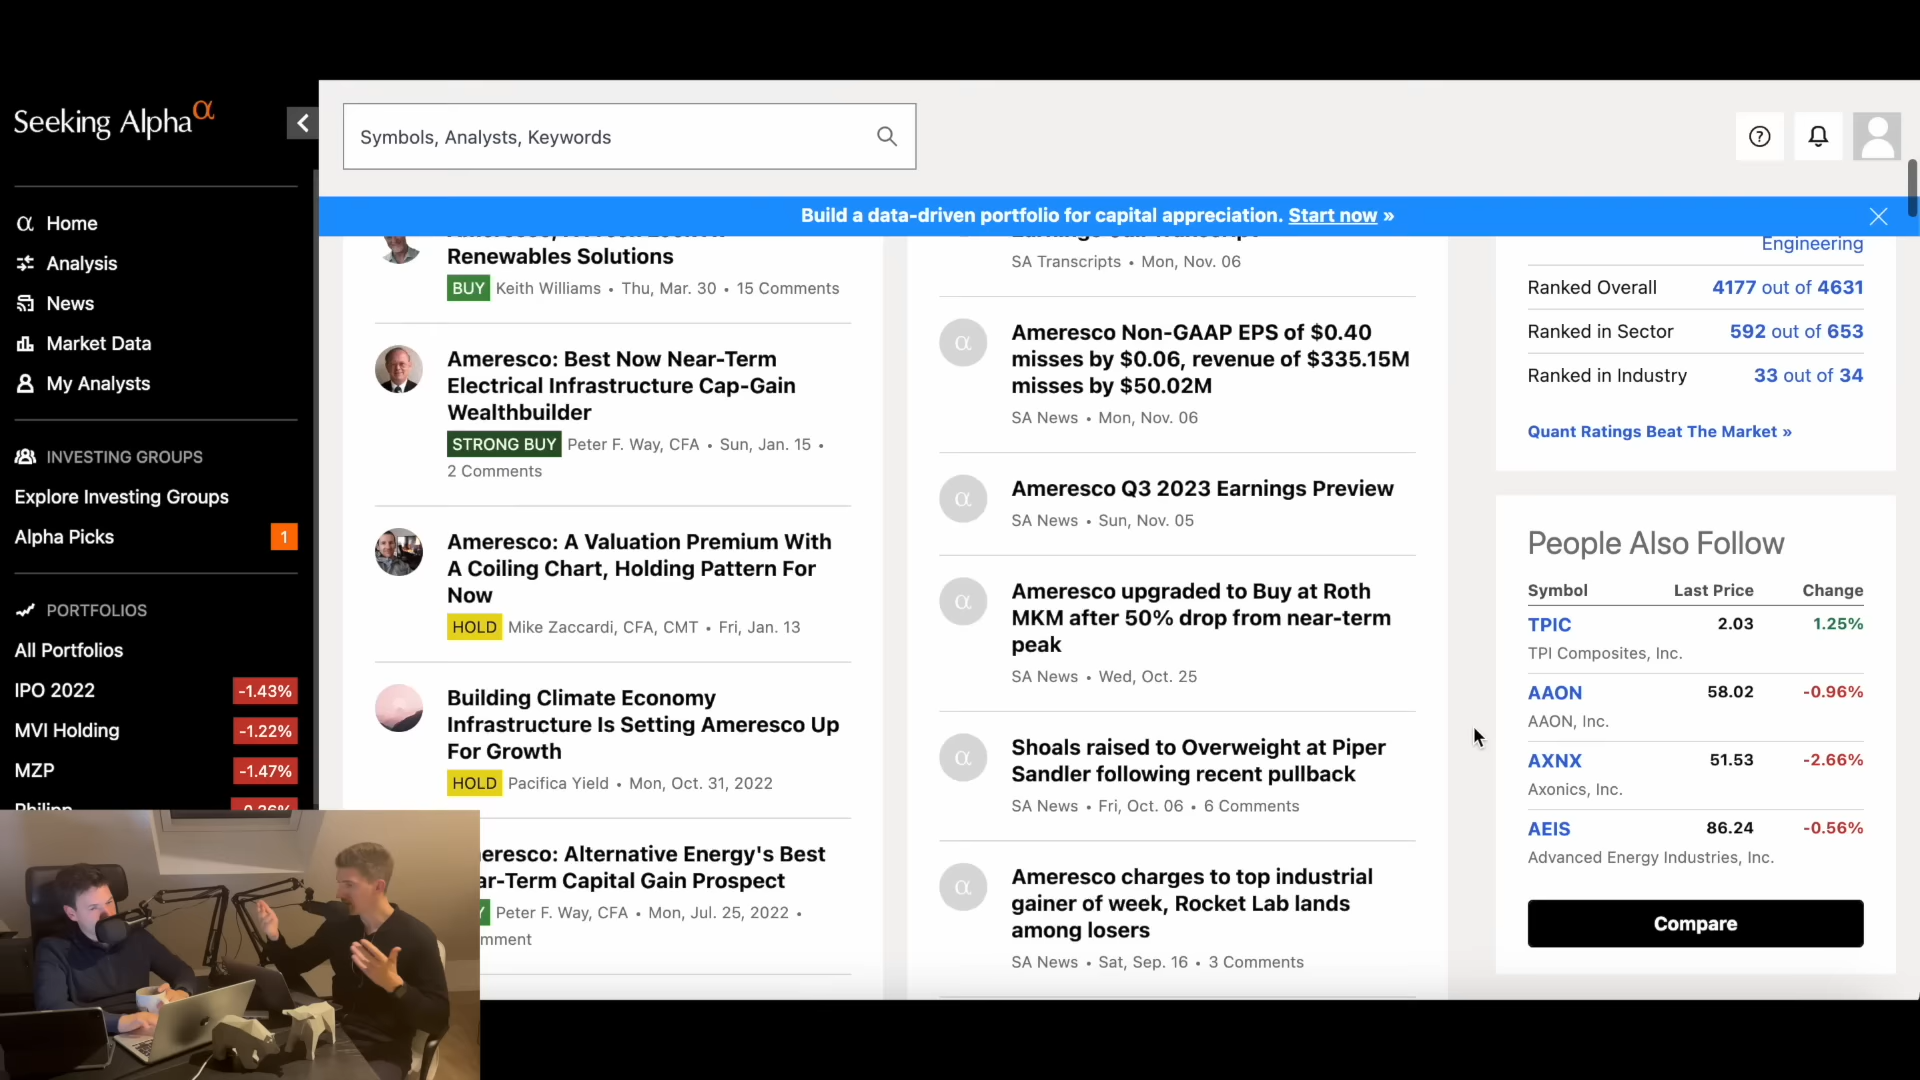 Seeking Alpha α
Symbols, Analysts, Keywords
Build a data-driven portfolio for capital appreciation. Start now »
α Home
Analysis
News
Market Data
My Analysts
INVESTING GROUPS
Explore Investing Groups
Alpha Picks 1
PORTFOLIOS
All Portfolios
IPO 2022 -1.43%
MVI Holding -1.22%
MZP -1.47%
Renewables Solutions
BUY Keith Williams • Thu, Mar. 30 • 15 Comments
Ameresco: Best Now Near-Term
Electrical Infrastructure Cap-Gain
Wealthbuilder
STRONG BUY Peter F. Way, CFA • Sun, Jan. 15 •
2 Comments
Ameresco: A Valuation Premium With
A Coiling Chart, Holding Pattern For
Now
HOLD Mike Zaccardi, CFA, CMT • Fri, Jan. 13
Building Climate Economy
Infrastructure Is Setting Ameresco Up
For Growth
HOLD Pacifica Yield • Mon, Oct. 31, 2022
eresco: Alternative Energy's Best
ar-Term Capital Gain Prospect
Y Peter F. Way, CFA • Mon, Jul. 25, 2022 •
mment
Earnings Call Transcript
SA Transcripts • Mon, Nov. 06
α
Ameresco Non-GAAP EPS of $0.40
misses by $0.06, revenue of $335.15M
misses by $50.02M
SA News • Mon, Nov. 06
α
Ameresco Q3 2023 Earnings Preview
SA News • Sun, Nov. 05
α
Ameresco upgraded to Buy at Roth
MKM after 50% drop from near-term
peak
SA News • Wed, Oct. 25
α
Shoals raised to Overweight at Piper
Sandler following recent pullback
SA News • Fri, Oct. 06 • 6 Comments
α
Ameresco charges to top industrial
gainer of week, Rocket Lab lands
among losers
SA News • Sat, Sep. 16 • 3 Comments
Engineering
Ranked Overall 4177 out of 4631
Ranked in Sector 592 out of 653
Ranked in Industry 33 out of 34
Quant Ratings Beat The Market »
People Also Follow
Symbol Last Price Change
TPIC 2.03 1.25%
TPI Composites, Inc.
AAON 58.02 -0.96%
AAON, Inc.
AXNX 51.53 -2.66%
Axonics, Inc.
AEIS 86.24 -0.56%
Advanced Energy Industries, Inc.
Compare